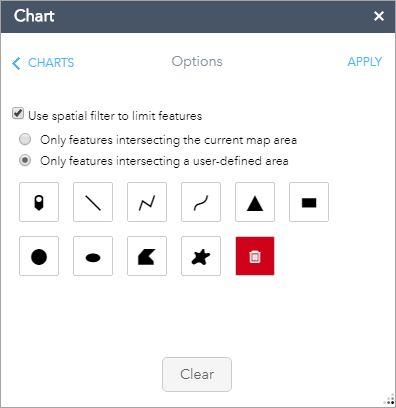 Chart
CHARTS Options APPLY
Use spatial filter to limit features
Only features intersecting the current map area
Only features intersecting a user-defined area
Clear